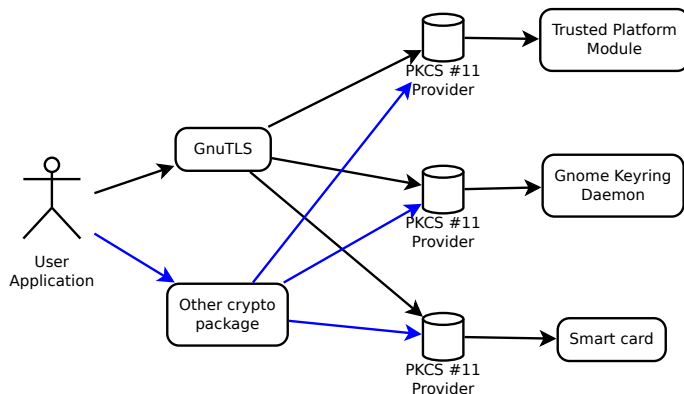 PKCS #11
Provider
Trusted Platform
Module
GnuTLS
User
Application
Other crypto
package
PKCS #11
Provider
Gnome Keyring
Daemon
PKCS #11
Provider
Smart card